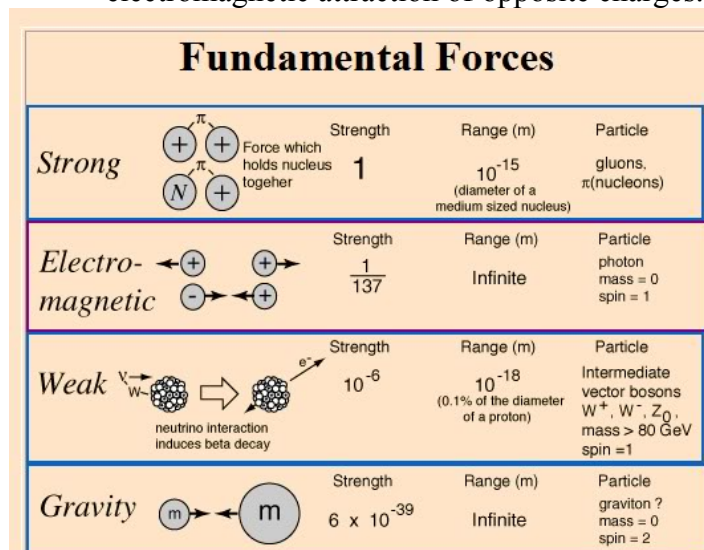 electromagnetic attraction of opposite charges.
Fundamental Forces
Strong
π
+ +
π
N +
Force which
holds nucleus
togeher
Strength
1
Range (m)
10^-15
(diameter of a
medium sized nucleus)
Particle
gluons,
π(nucleons)
Electro-
magnetic
+ +
- +
Strength
1
137
Range (m)
Infinite
Particle
photon
mass = 0
spin = 1
Weak
ν
W
e-
neutrino interaction
induces beta decay
Strength
10^-6
Range (m)
10^-18
(0.1% of the diameter
of a proton)
Particle
Intermediate
vector bosons
W+, W-, Z0,
mass > 80 GeV
spin =1
Gravity
m m
Strength
6 x 10^-39
Range (m)
Infinite
Particle
graviton ?
mass = 0
spin = 2